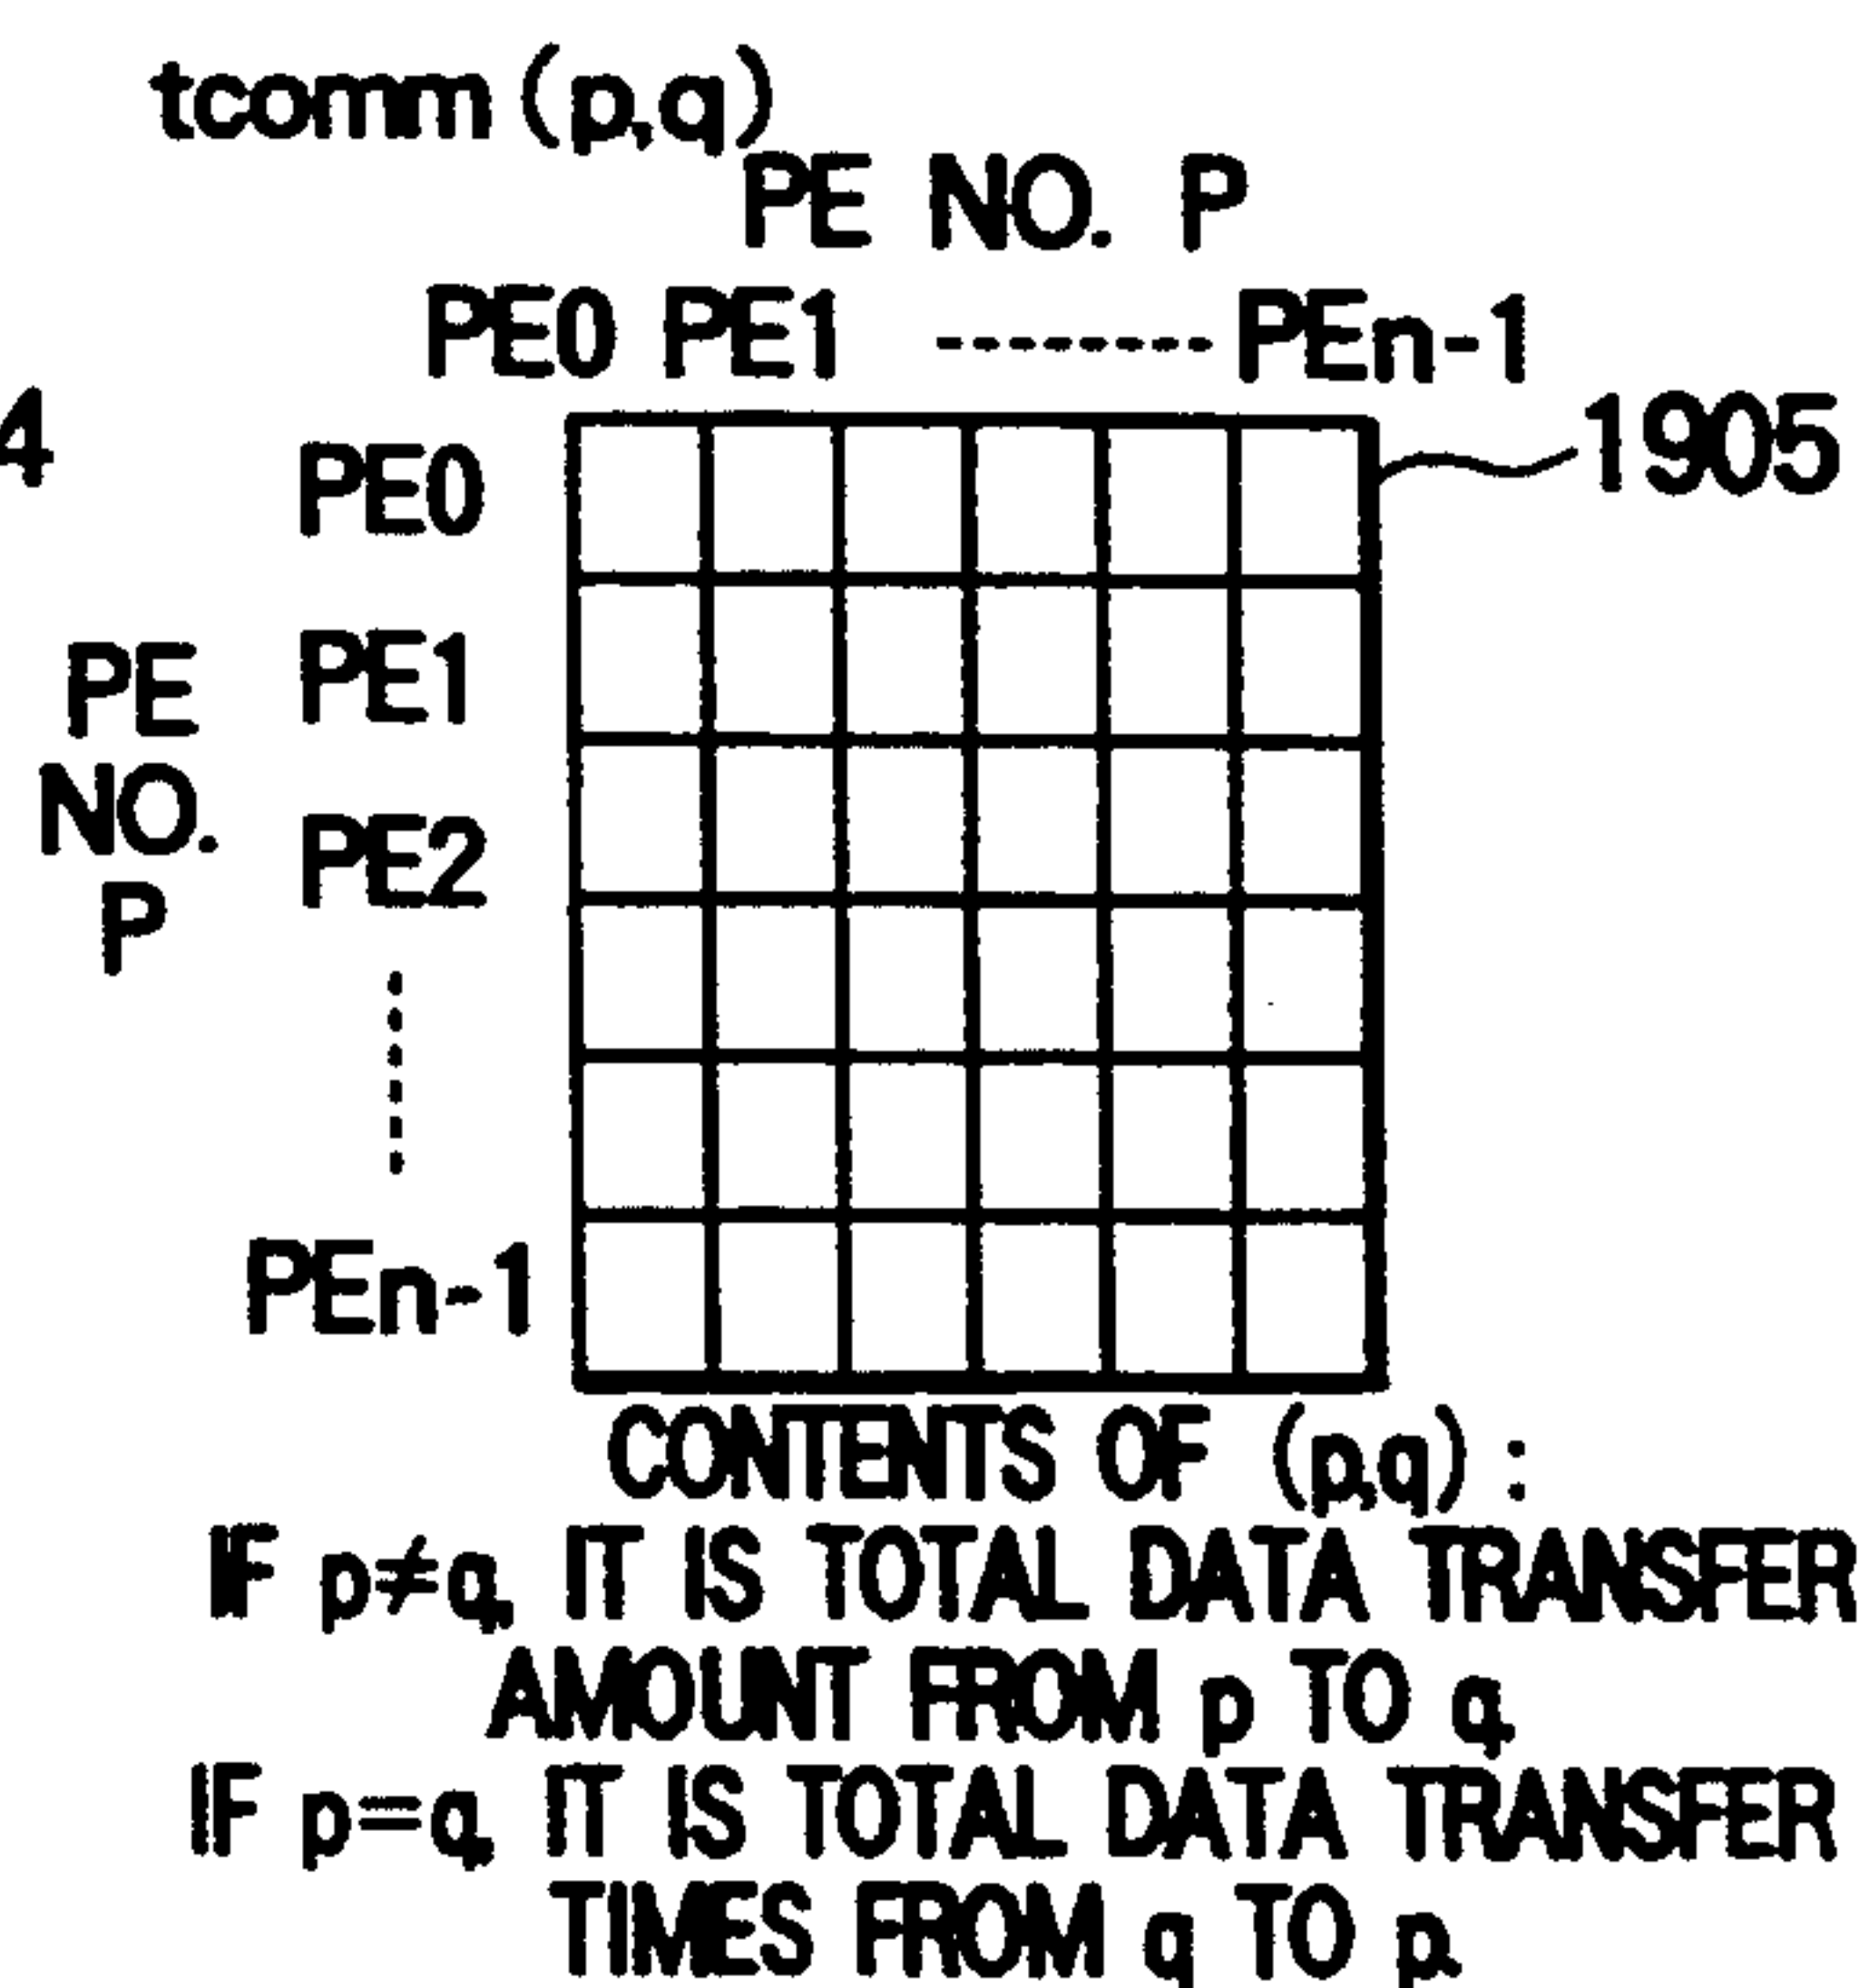 tcomm (p,q)
PE NO. P
PE0 PE1 -------- PEn-1
4
1905
PE0
PE1
PE
NO.
P
PE2
PEn-1
CONTENTS OF (p,q) :
IF p≠q, IT IS TOTAL DATA TRANSFER
AMOUNT FROM p TO q,
IF p=q, IT IS TOTAL DATA TRANSFER
TIMES FROM q TO p.